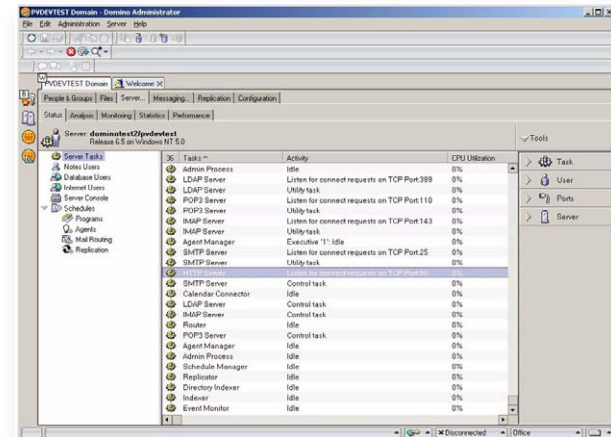 PVDEVTEST Domain - Domino Administrator
File Edit Administration Server Help
PVDEVTEST Domain Welcome
People & Groups Files Server... Messaging... Replication Configuration
Status Analysis Monitoring Statistics Performance
Server: dominotest2/pvdevtest
Release 6.5 on Windows NT 5.0
Tools
Server Tasks
Notes Users
Database Users
Internet Users
Server Console
Schedules
Programs
Agents
Mail Routing
Replication
36 Tasks Activity CPU Utilization
Admin Process Idle 0%
LDAP Server Listen for connect requests on TCP Port:389 0%
LDAP Server Utility task 0%
POP3 Server Listen for connect requests on TCP Port:110 0%
POP3 Server Utility task 0%
IMAP Server Listen for connect requests on TCP Port:143 0%
IMAP Server Utility task 0%
Agent Manager Executive '1': Idle 0%
SMTP Server Listen for connect requests on TCP Port:25 0%
SMTP Server Utility task 0%
HTTP Server Listen for connect requests on TCP Port:80 0%
SMTP Server Control task 0%
Calendar Connector Idle 0%
LDAP Server Control task 0%
IMAP Server Control task 0%
Router Idle 0%
POP3 Server Control task 0%
Agent Manager Idle 0%
Admin Process Idle 0%
Schedule Manager Idle 0%
Replicator Idle 0%
Directory Indexer Idle 0%
Indexer Idle 0%
Event Monitor Idle 0%
Task
User
Ports
Server
Disconnected Office